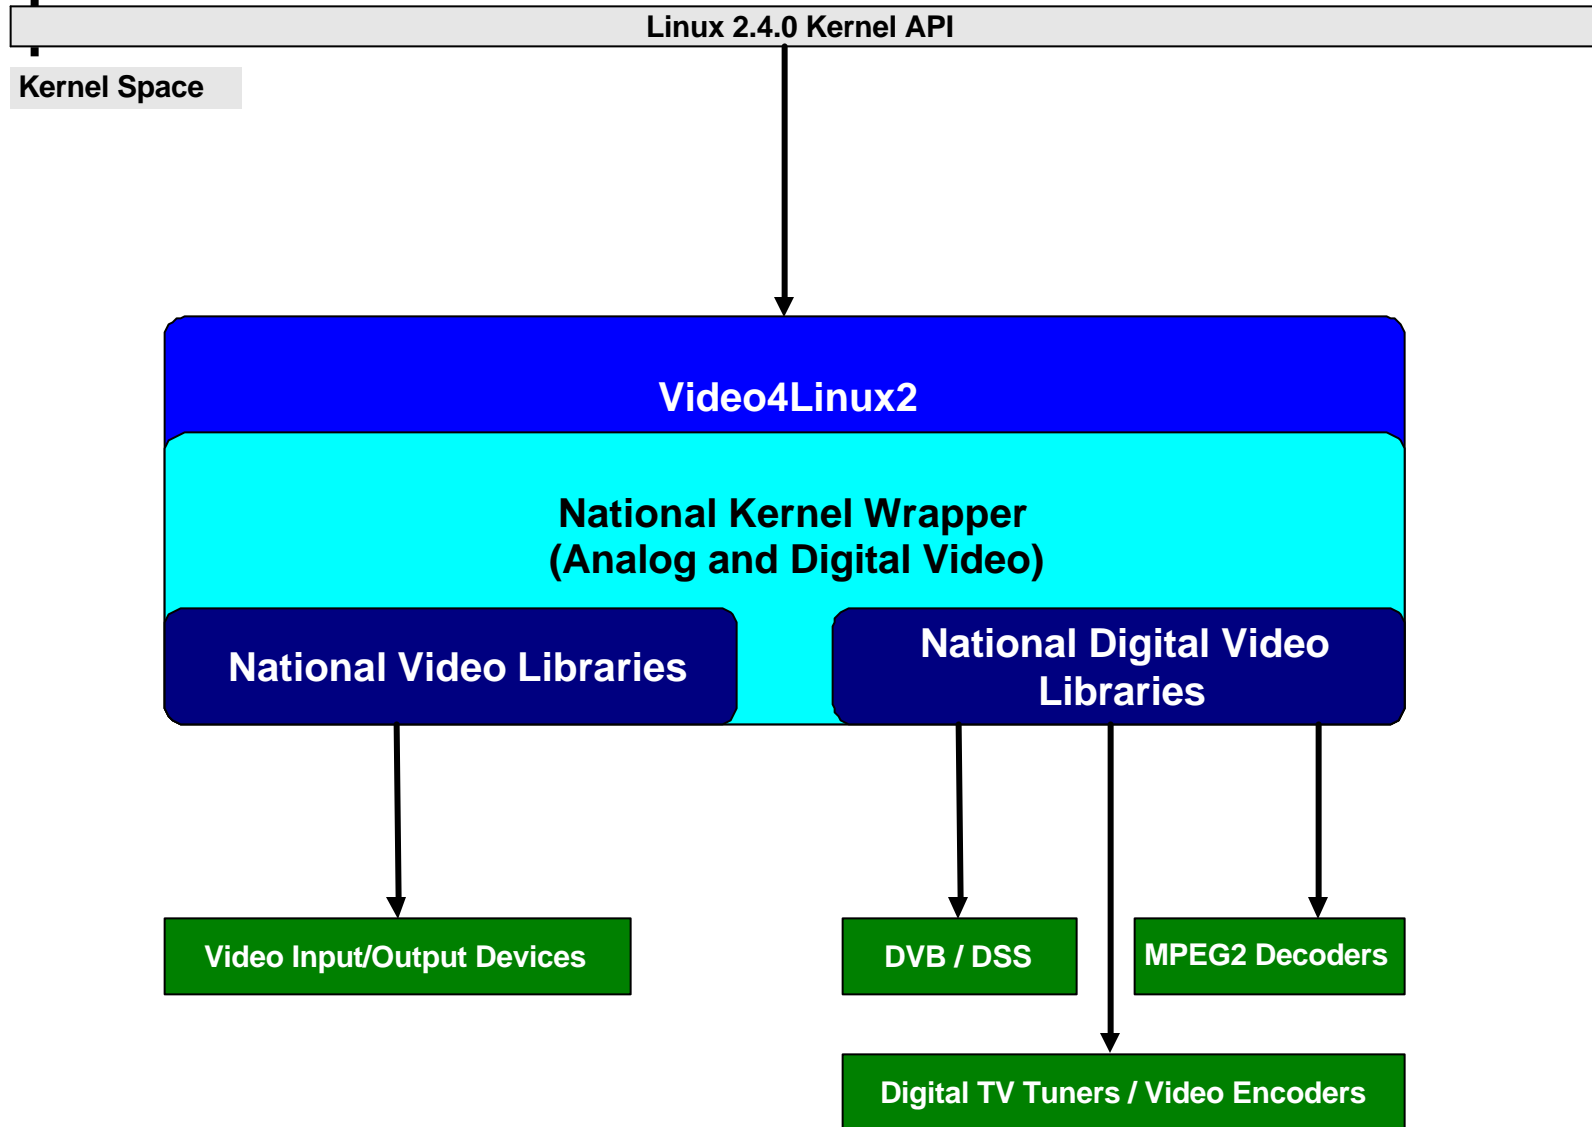 Linux 2.4.0 Kernel API
Kernel Space
Video4Linux2
National Kernel Wrapper
(Analog and Digital Video)
National Video Libraries
National Digital Video
Libraries
Video Input/Output Devices
DVB / DSS
MPEG2 Decoders
Digital TV Tuners / Video Encoders